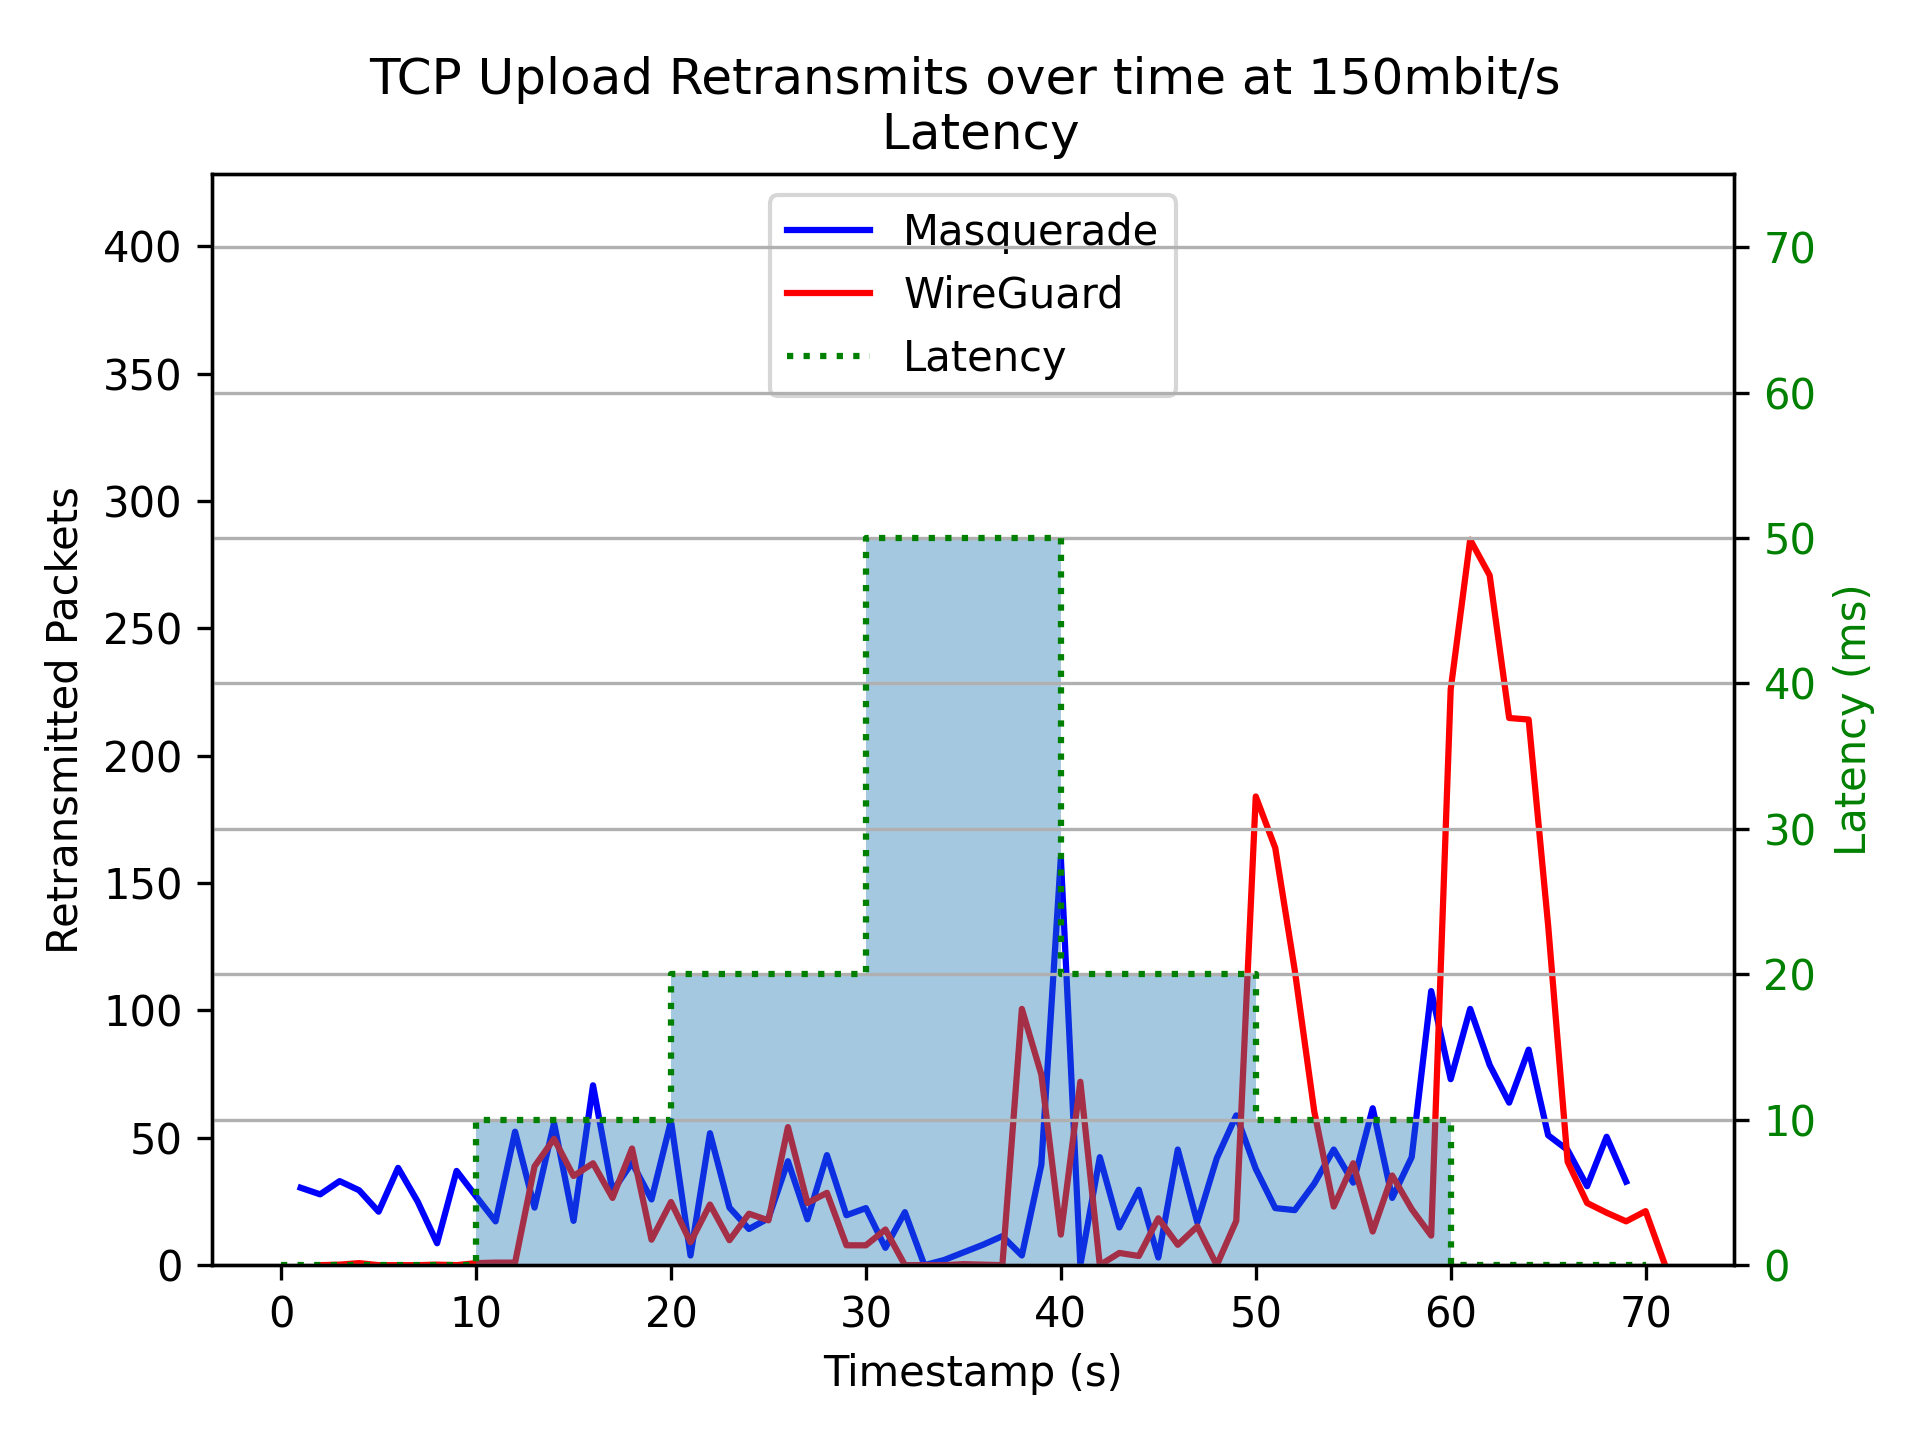 TCP Upload Retransmits over time at 150mbit/s
Latency
Masquerade
WireGuard
Latency
Retransmitted Packets
400
350
300
250
200
150
100
50
0
70
60
50
40
30
20
10
0
Latency (ms)
0 10 20 30 40 50 60 70
Timestamp (s)